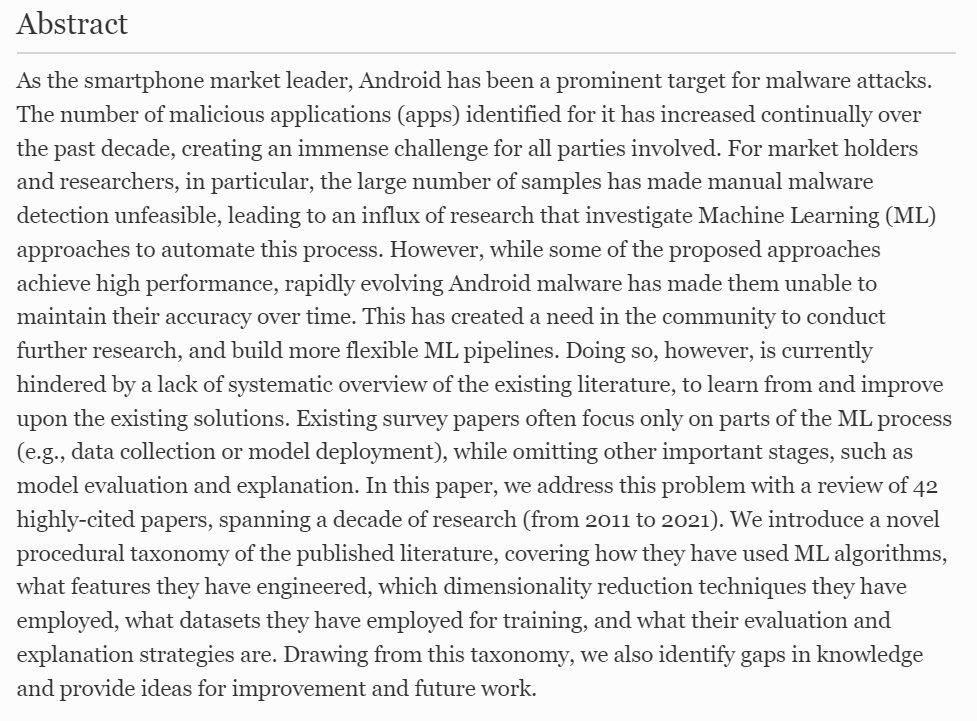 Abstract
As the smartphone market leader, Android has been a prominent target for malware attacks.
The number of malicious applications (apps) identified for it has increased continually over
the past decade, creating an immense challenge for all parties involved. For market holders
and researchers, in particular, the large number of samples has made manual malware
detection unfeasible, leading to an influx of research that investigate Machine Learning (ML)
approaches to automate this process. However, while some of the proposed approaches
achieve high performance, rapidly evolving Android malware has made them unable to
maintain their accuracy over time. This has created a need in the community to conduct
further research, and build more flexible ML pipelines. Doing so, however, is currently
hindered by a lack of systematic overview of the existing literature, to learn from and improve
upon the existing solutions. Existing survey papers often focus only on parts of the ML process
(e.g., data collection or model deployment), while omitting other important stages, such as
model evaluation and explanation. In this paper, we address this problem with a review of 42
highly-cited papers, spanning a decade of research (from 2011 to 2021). We introduce a novel
procedural taxonomy of the published literature, covering how they have used ML algorithms,
what features they have engineered, which dimensionality reduction techniques they have
employed, what datasets they have employed for training, and what their evaluation and
explanation strategies are. Drawing from this taxonomy, we also identify gaps in knowledge
and provide ideas for improvement and future work.